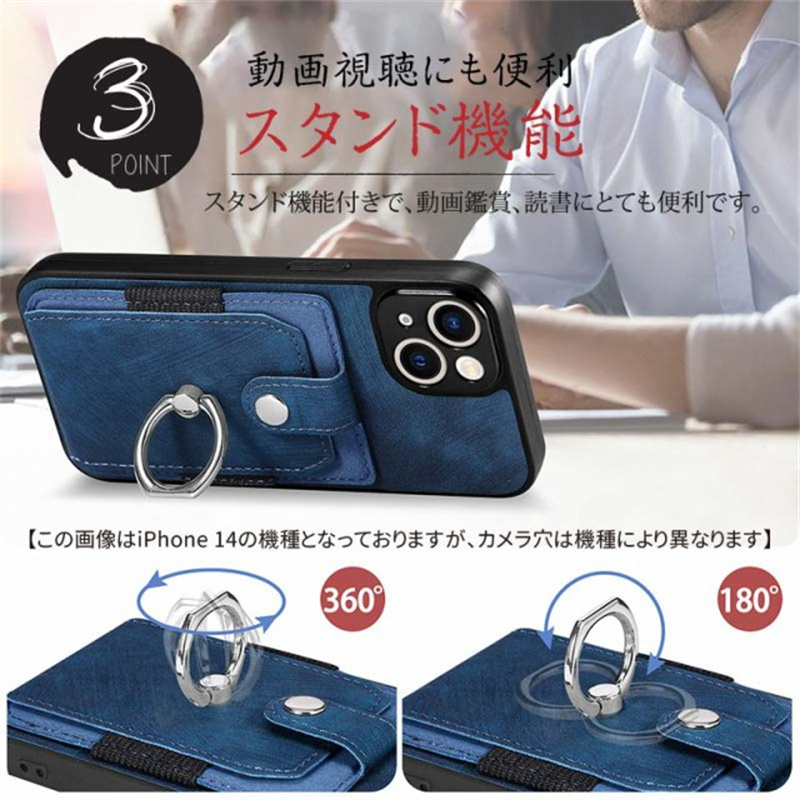 3
POINT
動画視聴にも便利
スタンド機能
スタンド機能付きで、動画鑑賞、読書にとても便利です。
【この画像はiPhone 14の機種となっておりますが、カメラ穴は機種により異なります】
360°
180°